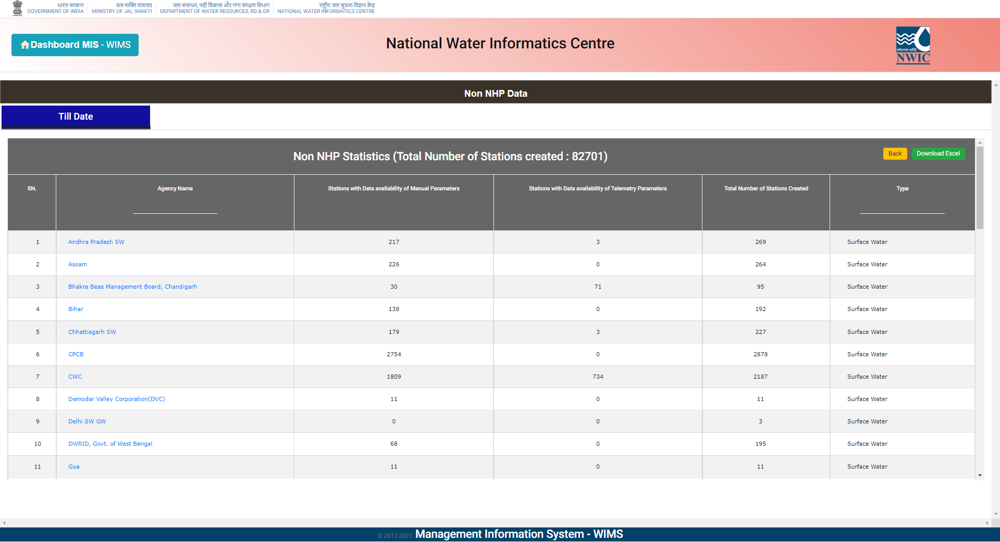 भारत सरकार
GOVERNMENT OF INDIA
जल शक्ति मंत्रालय
MINISTRY OF JAL SHAKTI
जल संसाधन, नदी विकास और गंगा संरक्षण विभाग
DEPARTMENT OF WATER RESOURCES, RD & GR
राष्ट्रीय जल सुचना-विज्ञान केंद्र
NATIONAL WATER INFORMATICS CENTRE
Dashboard MIS - WIMS
National Water Informatics Centre
NWIC
Non NHP Data
Till Date
Non NHP Statistics (Total Number of Stations created : 82701)
Back
Download Excel
SN. Agency Name Stations with Data availability of Manual Parameters Stations with Data availability of Telemetry Parameters Total Number of Stations Created Type
1 Andhra Pradesh SW 217 3 269 Surface Water
2 Assam 226 0 264 Surface Water
3 Bhakra Beas Management Board, Chandigarh 30 71 95 Surface Water
4 Bihar 138 0 192 Surface Water
5 Chhattisgarh SW 179 3 227 Surface Water
6 CPCB 2754 0 2878 Surface Water
7 CWC 1809 734 2187 Surface Water
8 Damodar Valley Corporation(DVC) 11 0 11 Surface Water
9 Delhi SW GW 0 0 3 Surface Water
10 DWRID, Govt. of West Bengal 68 0 195 Surface Water
11 Goa 11 0 11 Surface Water
© 2017-2021 Management Information System - WIMS